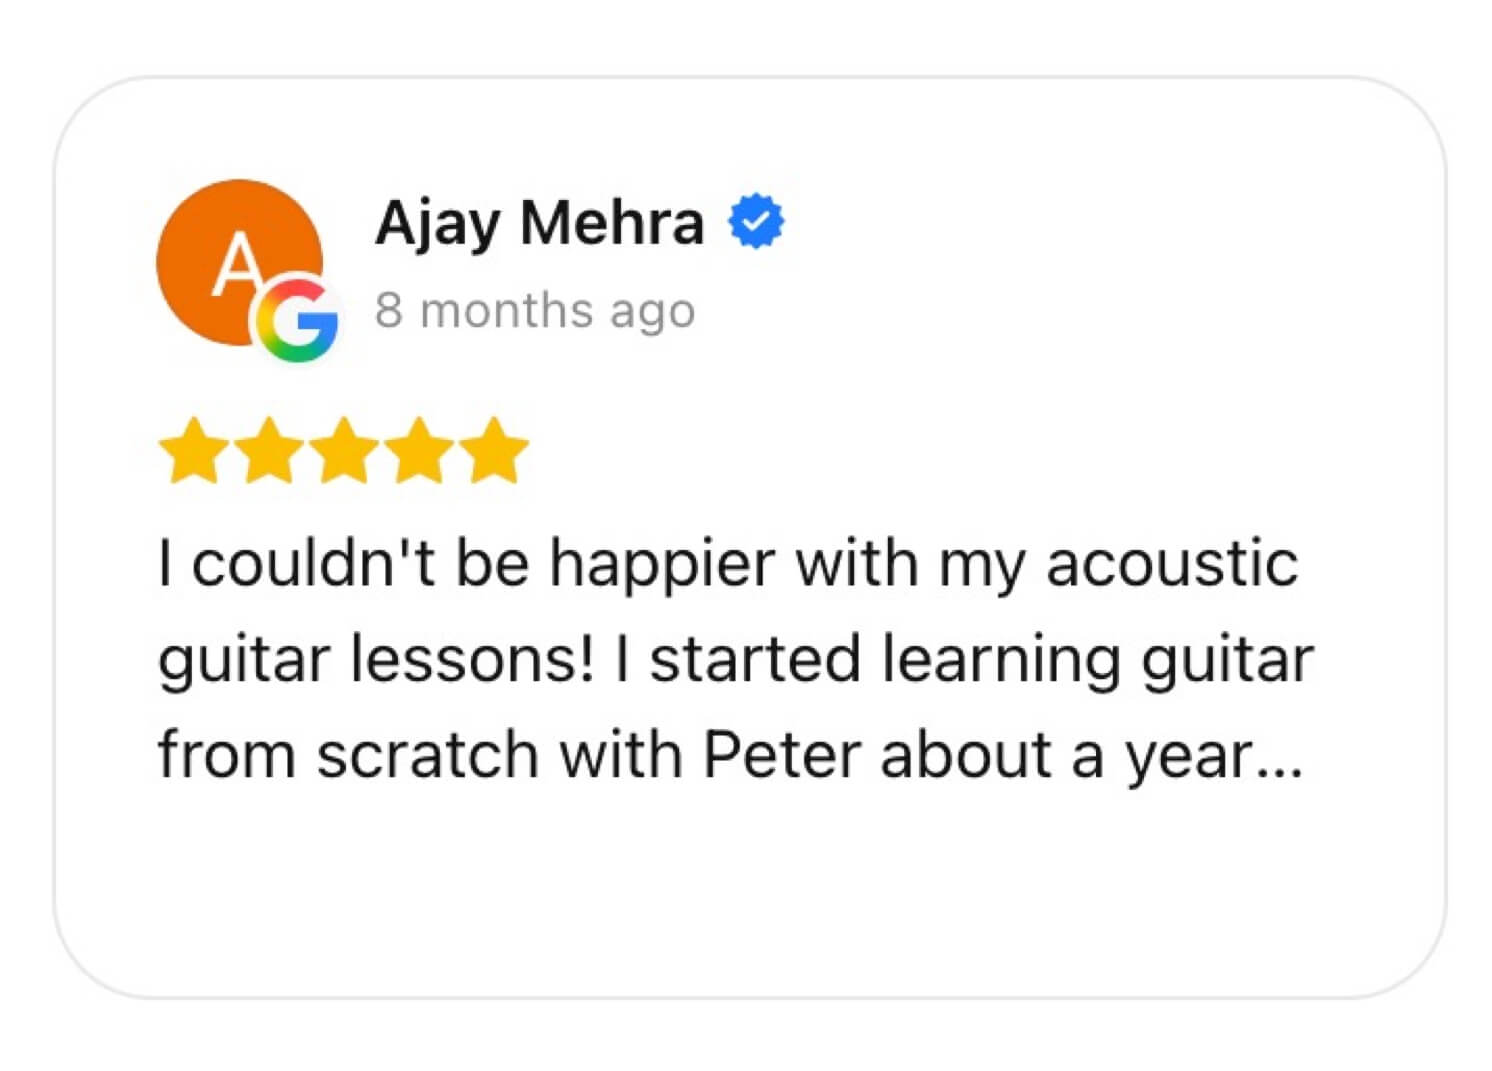 A
G
Ajay Mehra
8 months ago
I couldn't be happier with my acoustic
guitar lessons! I started learning guitar
from scratch with Peter about a year...